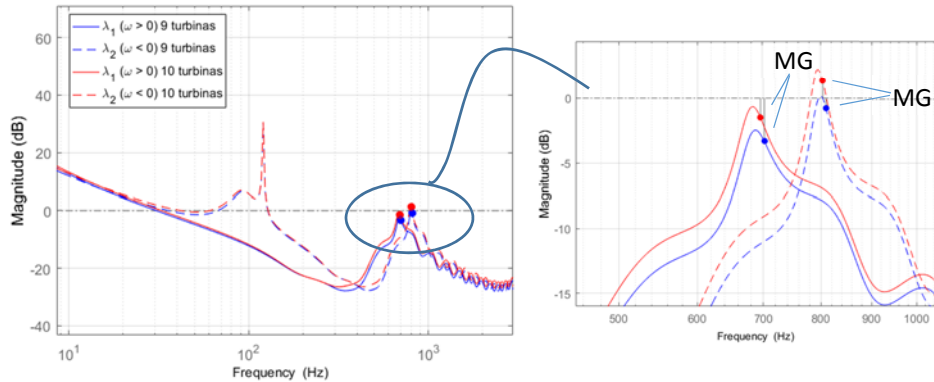 60
40
20
0
-20
-40
Magnitude (dB)
10¹
10²
10³
Frequency (Hz)
λ₁ (ω > 0) 9 turbinas
λ₂ (ω < 0) 9 turbinas
λ₁ (ω > 0) 10 turbinas
λ₂ (ω < 0) 10 turbinas
MG
MG
0
-5
-10
-15
Magnitude (dB)
500
600
700
800
900
1000
Frequency (Hz)